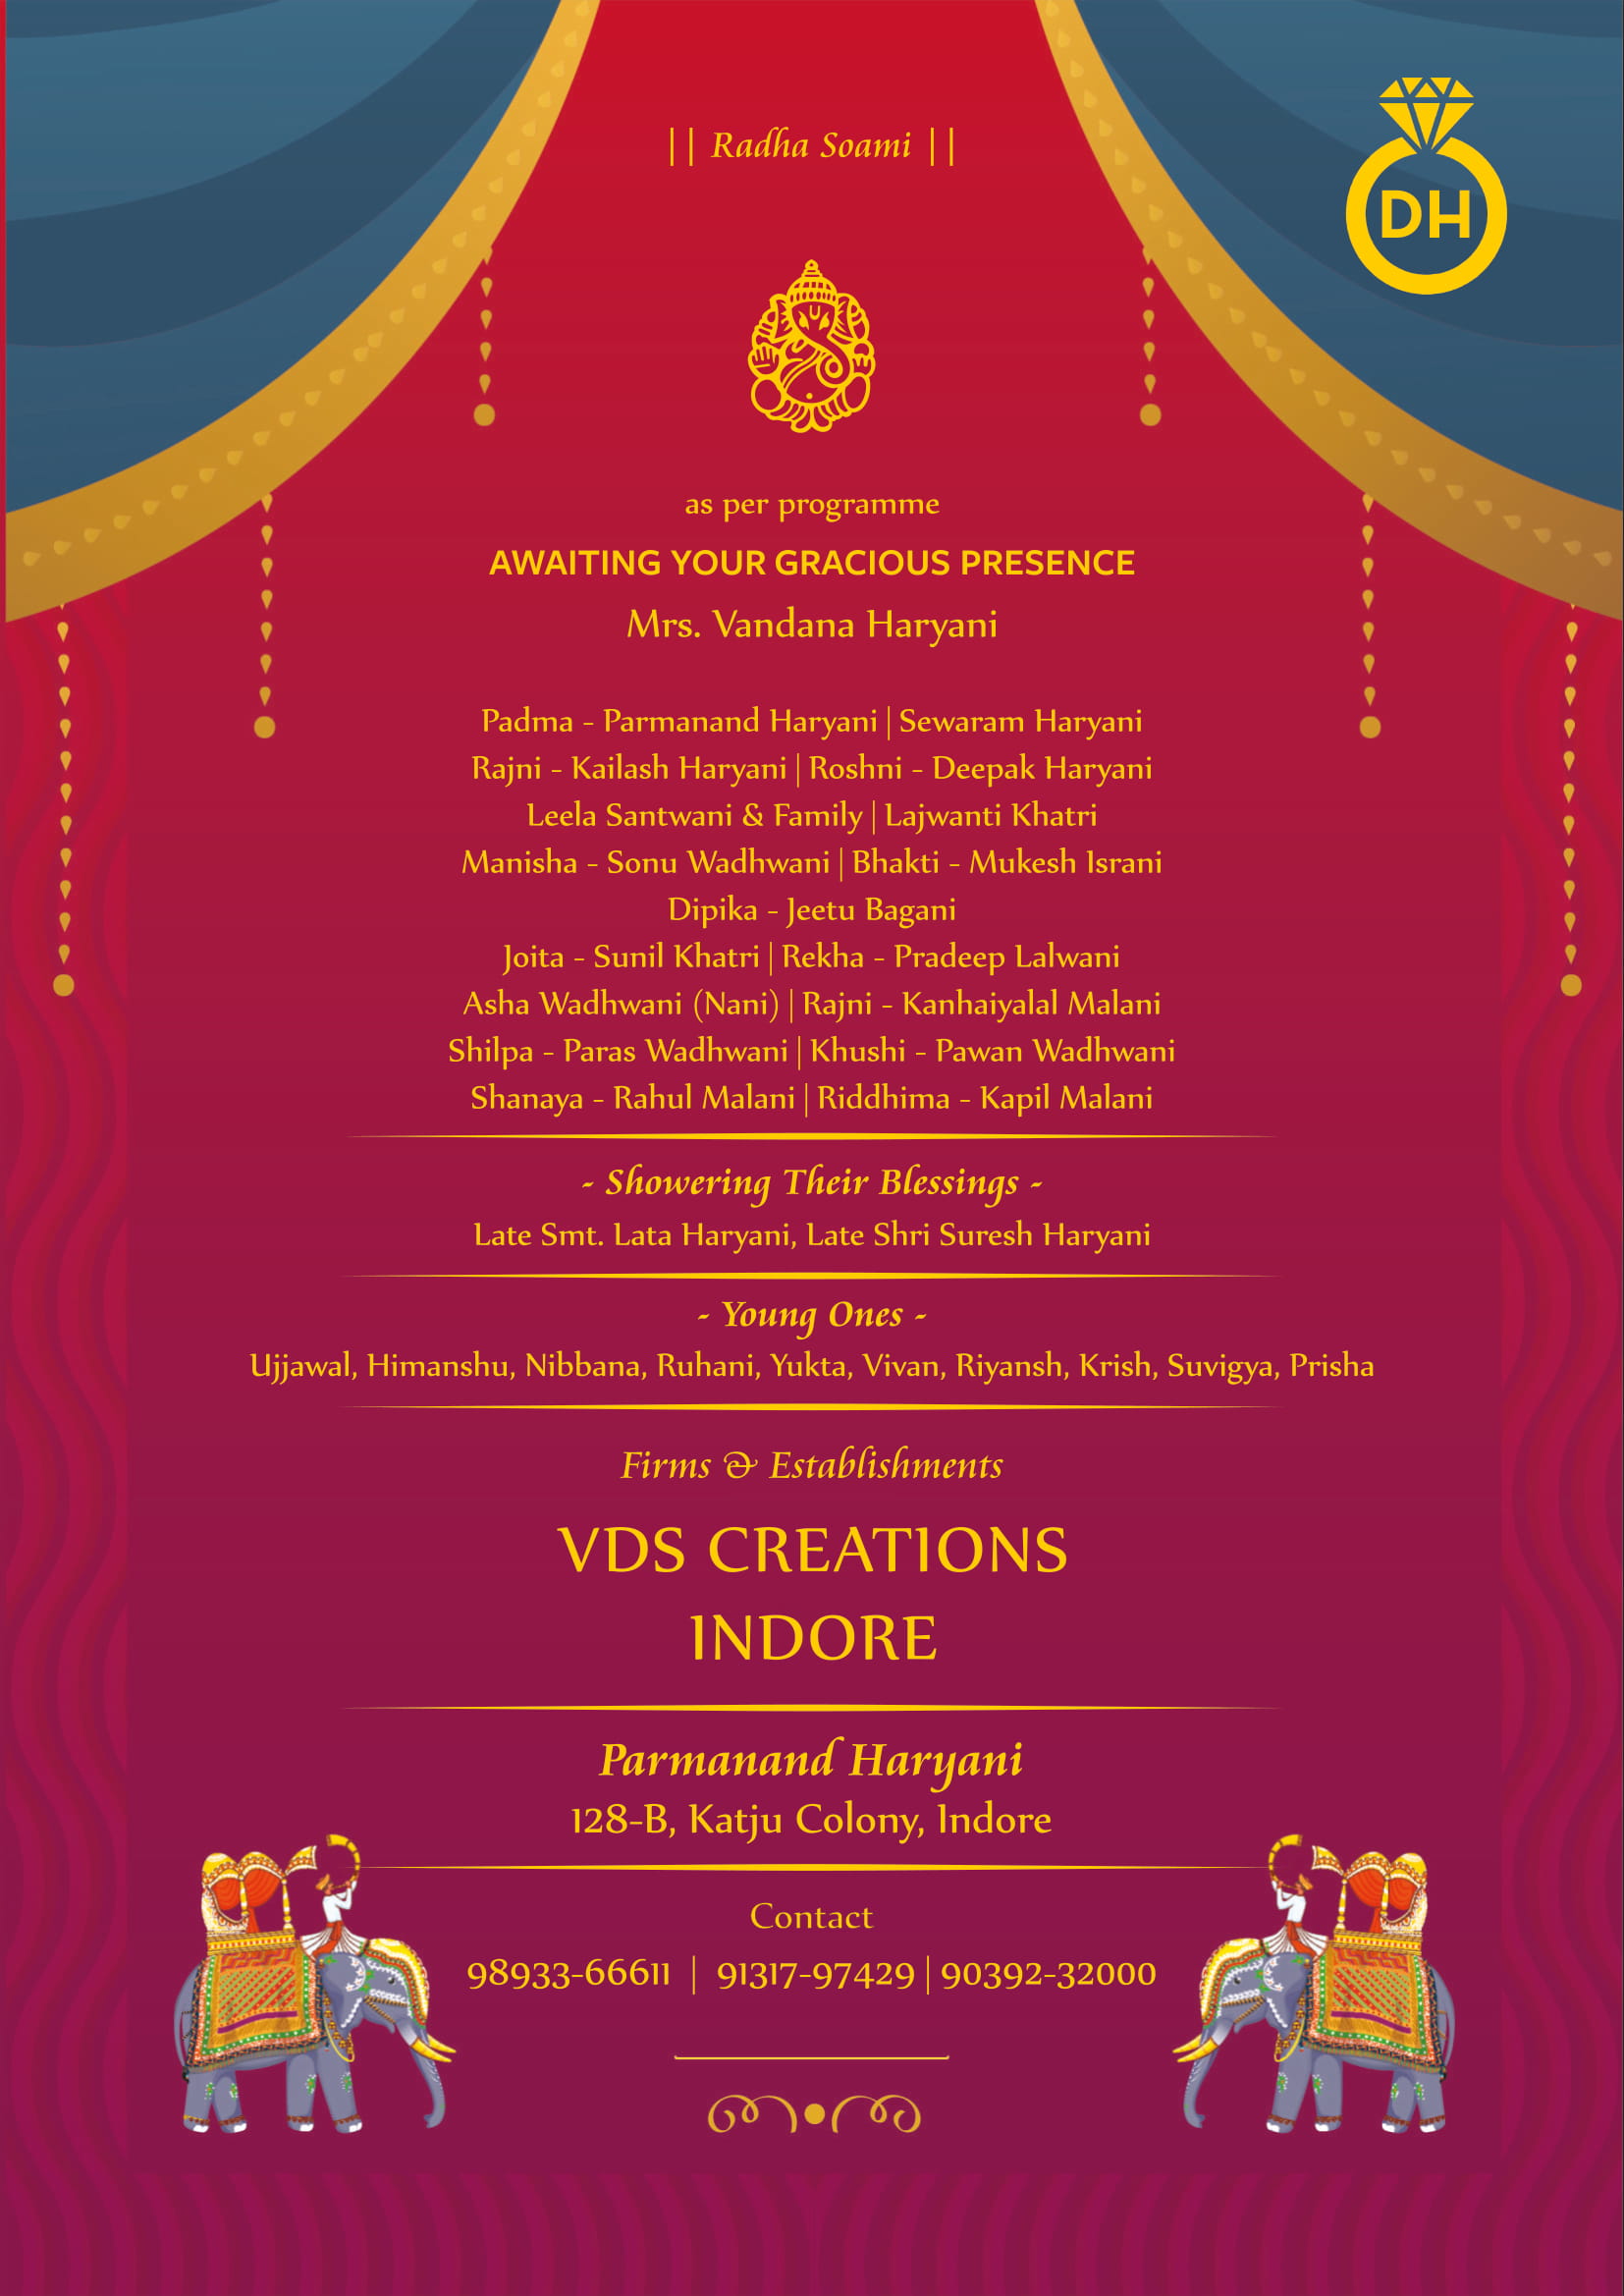 || Radha Soami ||
DH
as per programme
AWAITING YOUR GRACIOUS PRESENCE
Mrs. Vandana Haryani
Padma - Parmanand Haryani | Sewaram Haryani
Rajni - Kailash Haryani | Roshni - Deepak Haryani
Leela Santwani & Family | Lajwanti Khatri
Manisha - Sonu Wadhwani | Bhakti - Mukesh Israni
Dipika - Jeetu Bagani
Joita - Sunil Khatri | Rekha - Pradeep Lalwani
Asha Wadhwani (Nani) | Rajni - Kanhaiyalal Malani
Shilpa - Paras Wadhwani | Khushi - Pawan Wadhwani
Shanaya - Rahul Malani | Riddhima - Kapil Malani
- Showering Their Blessings -
Late Smt. Lata Haryani, Late Shri Suresh Haryani
- Young Ones -
Ujjawal, Himanshu, Nibbana, Ruhani, Yukta, Vivan, Riyansh, Krish, Suvigya, Prisha
Firms & Establishments
VDS CREATIONS
INDORE
Parmanand Haryani
128-B, Katju Colony, Indore
Contact
98933-66611 | 91317-97429 | 90392-32000